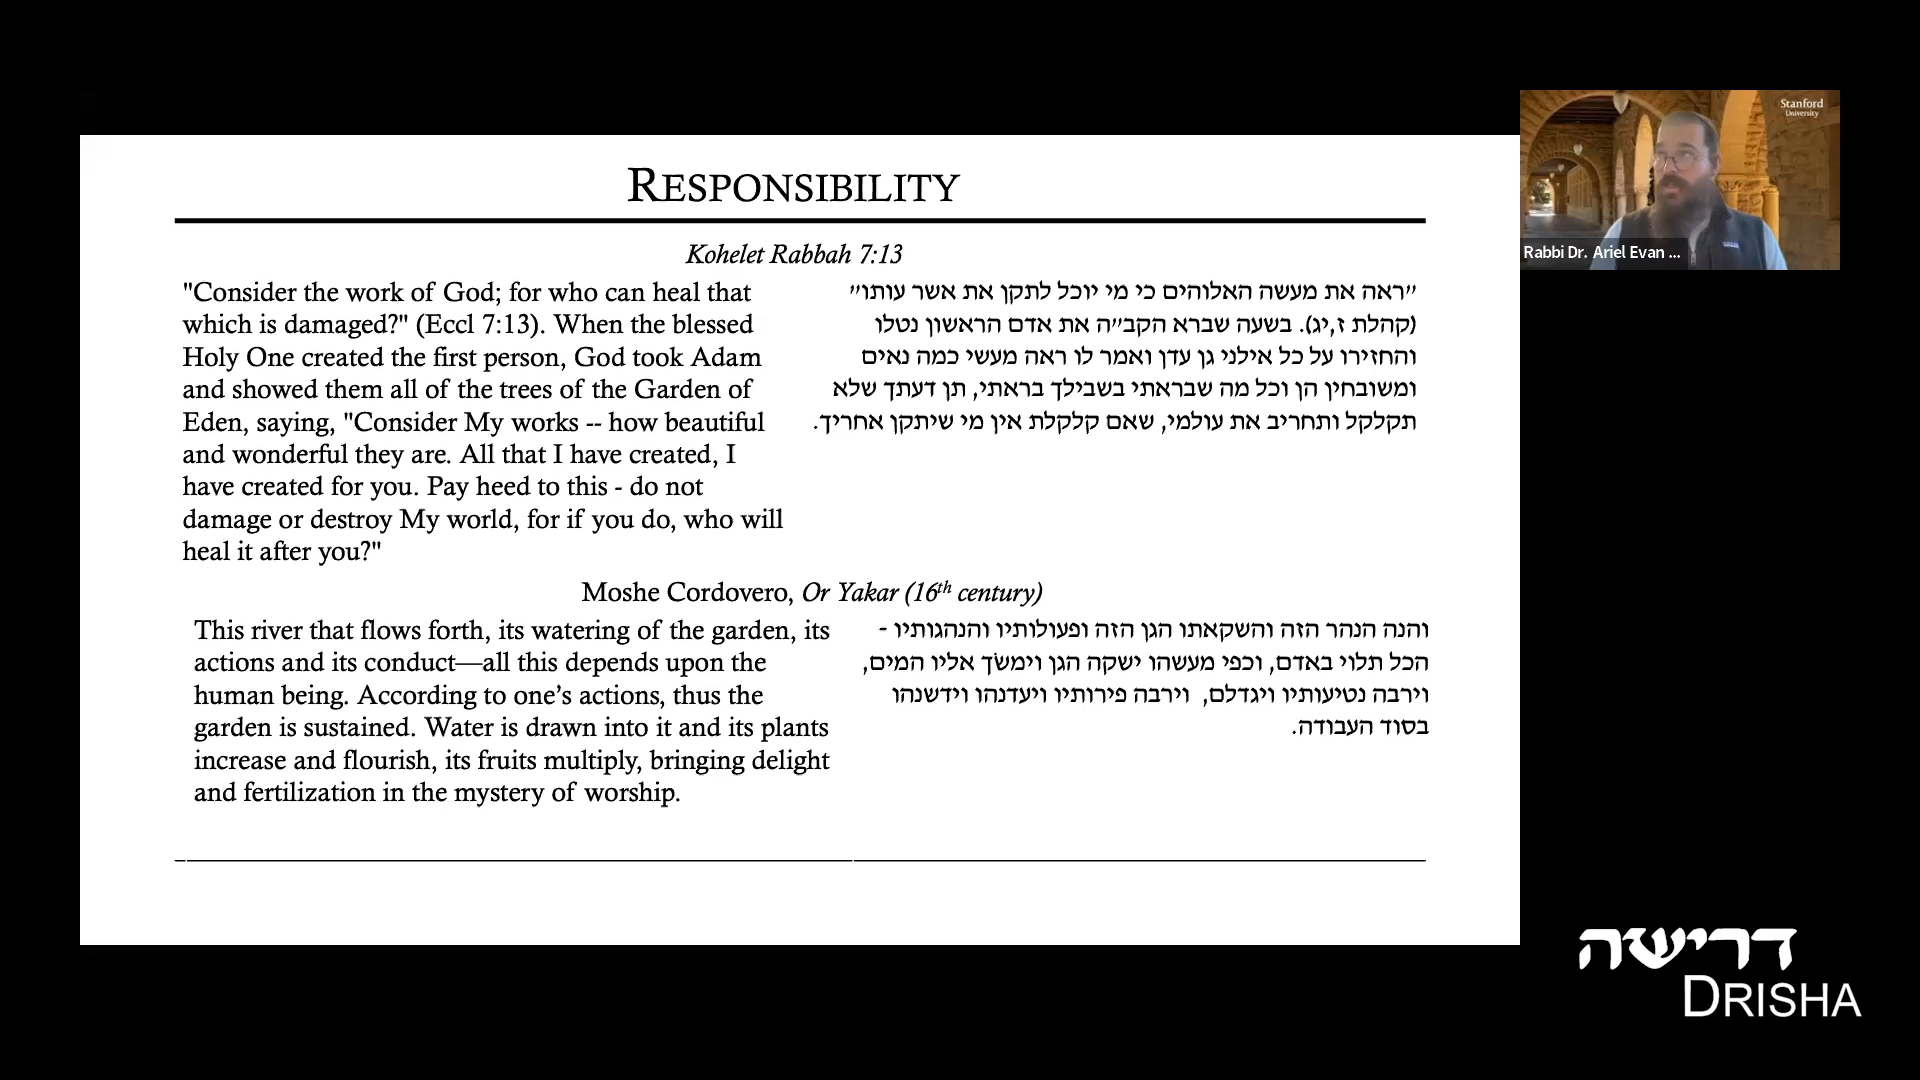 RESPONSIBILITY
Kohelet Rabbah 7:13
"Consider the work of God; for who can heal that
which is damaged?" (Eccl 7:13). When the blessed
Holy One created the first person, God took Adam
and showed them all of the trees of the Garden of
Eden, saying, "Consider My works -- how beautiful
and wonderful they are. All that I have created, I
have created for you. Pay heed to this - do not
damage or destroy My world, for if you do, who will
heal it after you?"
״ראה את מעשה האלוהים כי מי יוכל לתקן את אשר עותו״
(קהלת ז,יג). בשעה שברא הקב״ה את אדם הראשון נטלו
והחזירו על כל אילני גן עדן ואמר לו ראה מעשי כמה נאים
ומשובחין הן וכל מה שבראתי בשבילך בראתי, תן דעתך שלא
תקלקל ותחריב את עולמי, שאם קלקלת אין מי שיתקן אחריך.
Moshe Cordovero, Or Yakar (16th century)
This river that flows forth, its watering of the garden, its
actions and its conduct—all this depends upon the
human being. According to one’s actions, thus the
garden is sustained. Water is drawn into it and its plants
increase and flourish, its fruits multiply, bringing delight
and fertilization in the mystery of worship.
והנה הנהר הזה והשקאתו הגן הזה ופעולותיו והנהגותיו -
הכל תלוי באדם, וכפי מעשהו ישקה הגן וימשׁך אליו המים,
וירבה נטיעותיו ויגדלם, וירבה פירותיו ויעדנהו וידשנהו
בסוד העבודה.
Stanford
University
Rabbi Dr. Ariel Evan ...
דרישה
DRISHA